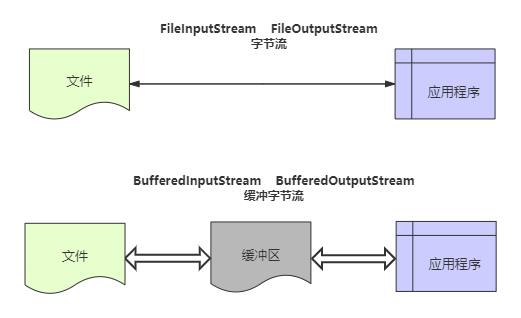 FileInputStream FileOutputStream
字节流
文件
应用程序
BufferedInputStream BufferedOutputStream
缓冲字节流
文件
缓冲区
应用程序